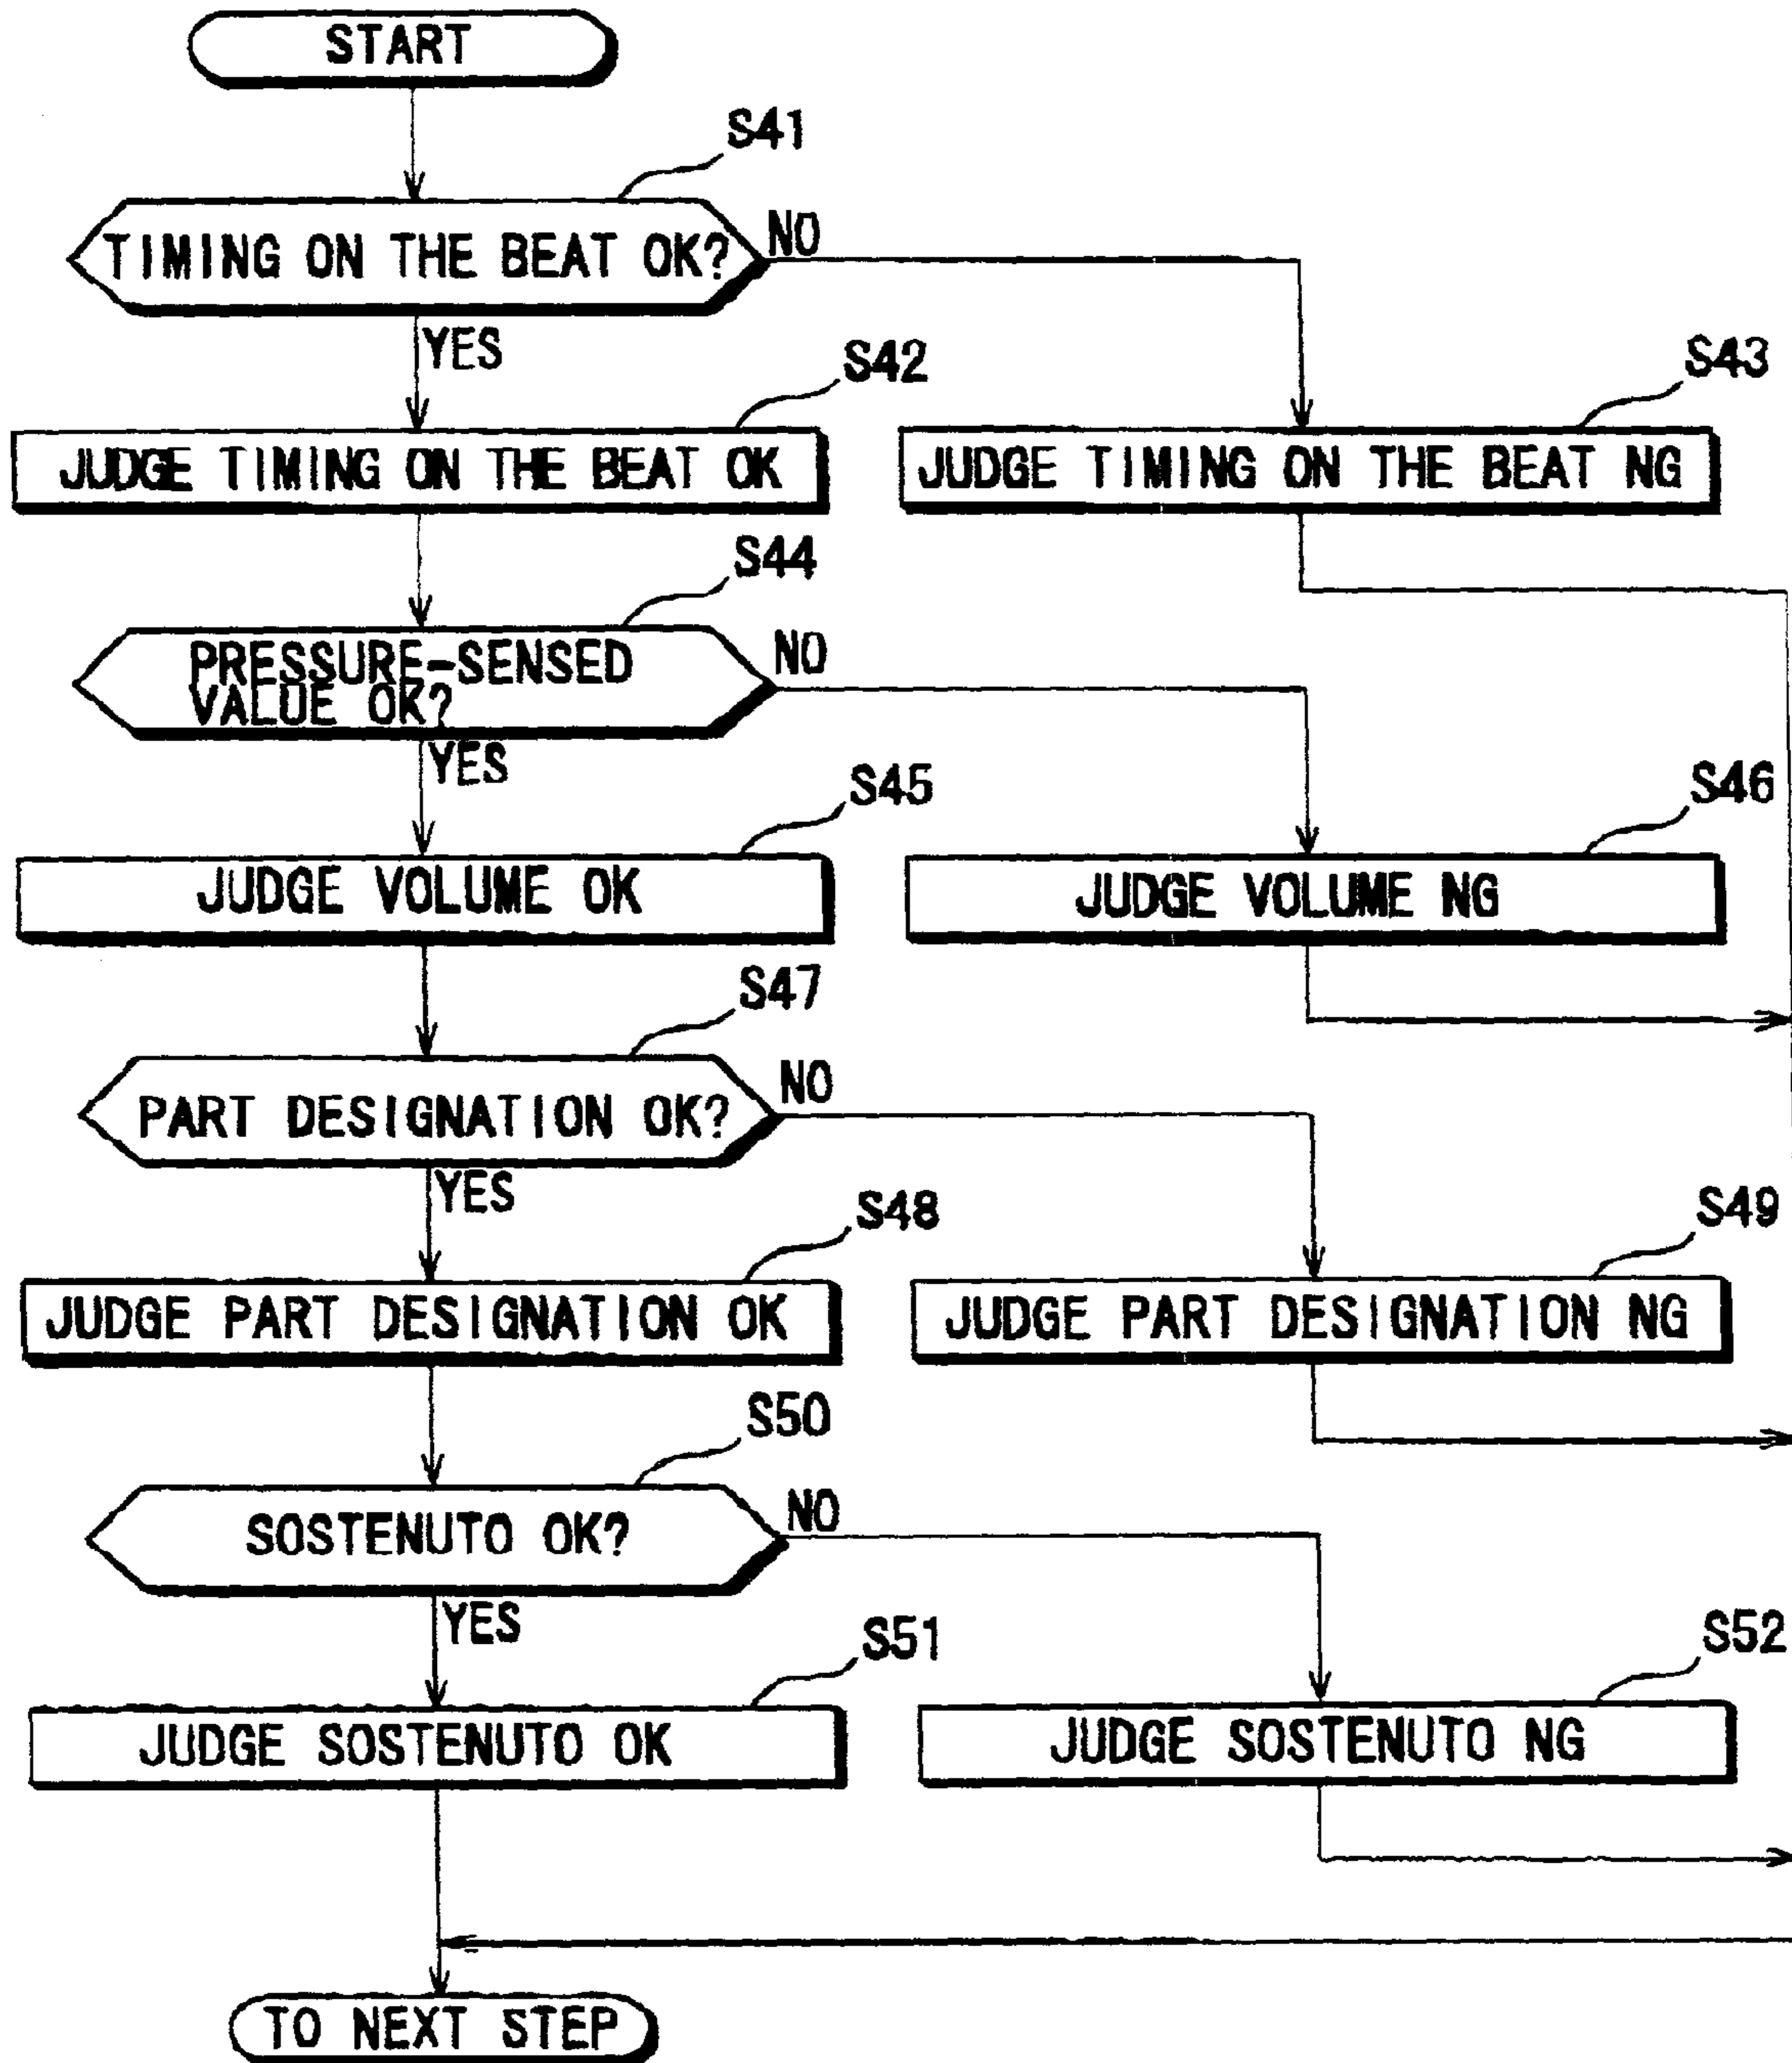 START
S41
TIMING ON THE BEAT OK?
NO
YES
S42
S43
JUDGE TIMING ON THE BEAT OK
JUDGE TIMING ON THE BEAT NG
S44
PRESSURE-SENSED
VALUE OK?
NO
YES
S45
S46
JUDGE VOLUME OK
JUDGE VOLUME NG
S47
PART DESIGNATION OK?
NO
YES
S48
S49
JUDGE PART DESIGNATION OK
JUDGE PART DESIGNATION NG
S50
SOSTENUTO OK?
NO
YES
S51
S52
JUDGE SOSTENUTO OK
JUDGE SOSTENUTO NG
TO NEXT STEP